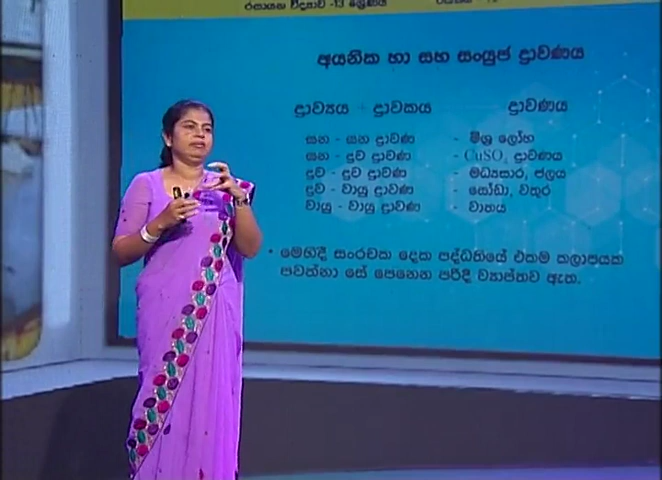 රසායන විද්‍යාව -13 ශ්‍රේණිය
අයනික හා සහ සංයුජ ද්‍රාවණය
ද්‍රාව්‍යය + ද්‍රාවකය ද්‍රාවණය
ඝන - ඝන ද්‍රාවණ - මිශ්‍ර ලෝහ
ඝන - ද්‍රව ද්‍රාවණ - CuSO₄ ද්‍රාවණය
ද්‍රව - ද්‍රව ද්‍රාවණ - මධ්‍යසාර, ජලය
ද්‍රව - වායු ද්‍රාවණ - සෝඩා, වතුර
වායු - වායු ද්‍රාවණ - වාතය
• මෙහිදී සංරචක දෙක පද්ධතියේ එකම කලාපයක
පවත්නා සේ පෙනෙන පරිදි ව්‍යාප්තව ඇත.